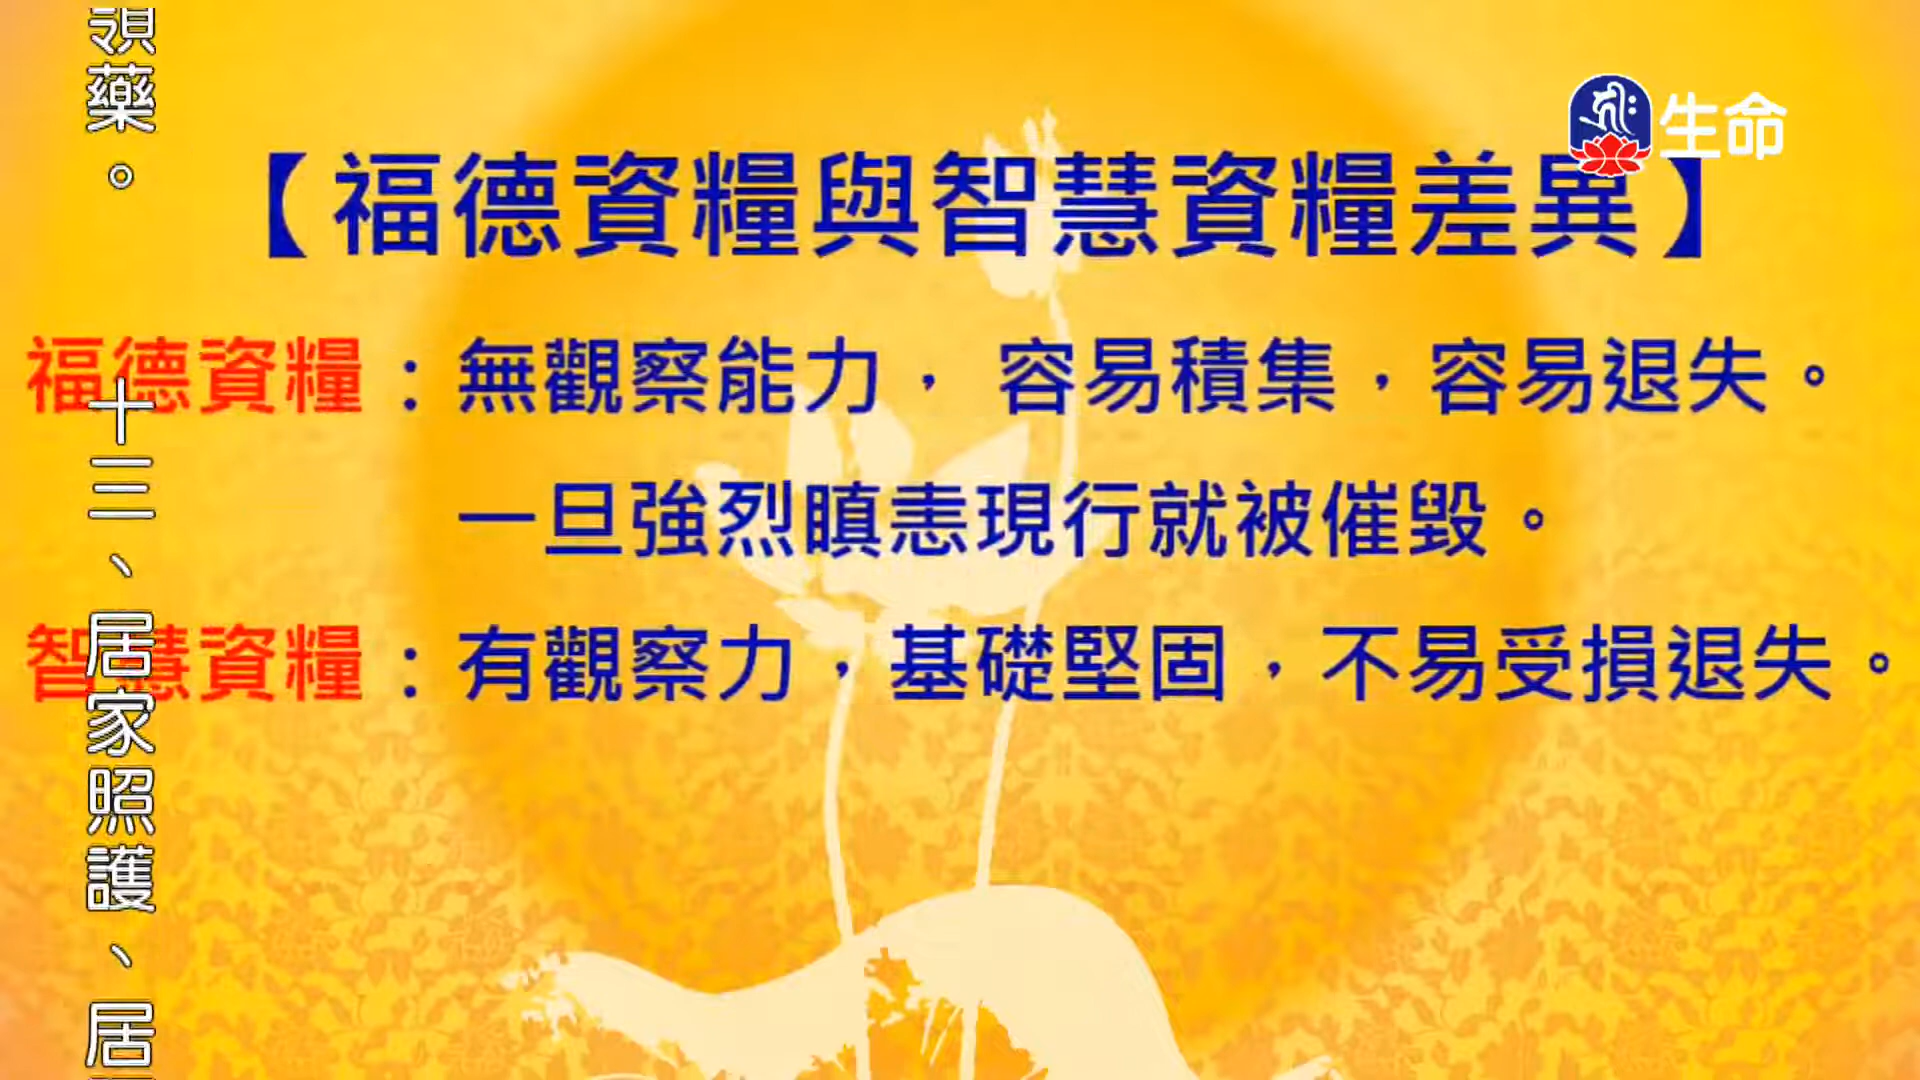 生命
【福德資糧與智慧資糧差異】
福德資糧：無觀察能力， 容易積集，容易退失。
一旦強烈瞋恚現行就被催毀。
智慧資糧：有觀察力，基礎堅固，不易受損退失。
領藥。 十三、居家照護、居